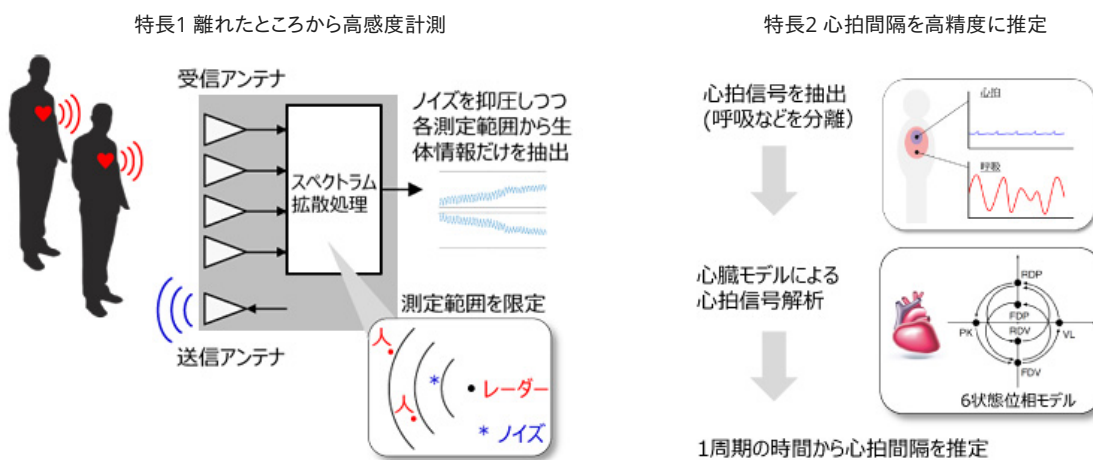 特長1 離れたところから高感度計測
受信アンテナ
スペクトラム
拡散処理
ノイズを抑圧しつつ
各測定範囲から生
体情報だけを抽出
送信アンテナ
測定範囲を限定
人
人
*
レーダー
* ノイズ
特長2 心拍間隔を高精度に推定
心拍信号を抽出
(呼吸などを分離)
心拍
呼吸
心臓モデルによる
心拍信号解析
RDP
FDP
PK
RDV
VL
FDV
6状態位相モデル
1周期の時間から心拍間隔を推定